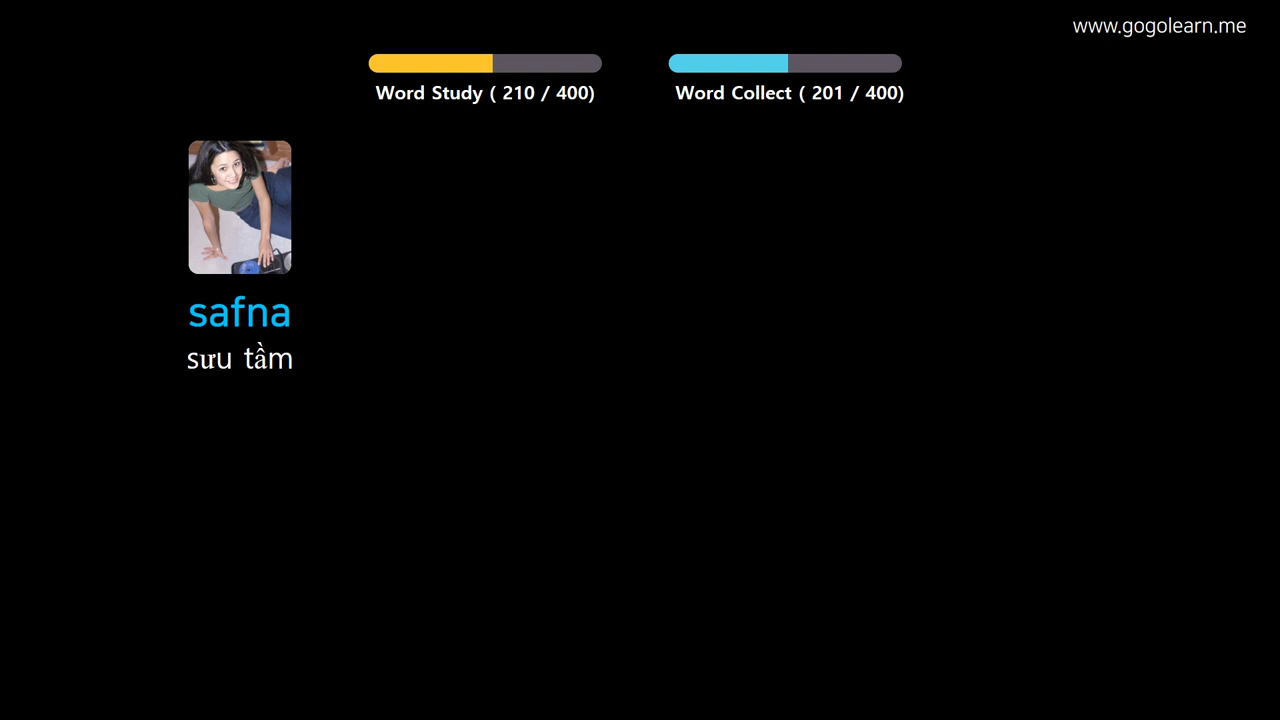 www.gogolearn.me
Word Study ( 210 / 400)
Word Collect ( 201 / 400)
safna
sưu tầm